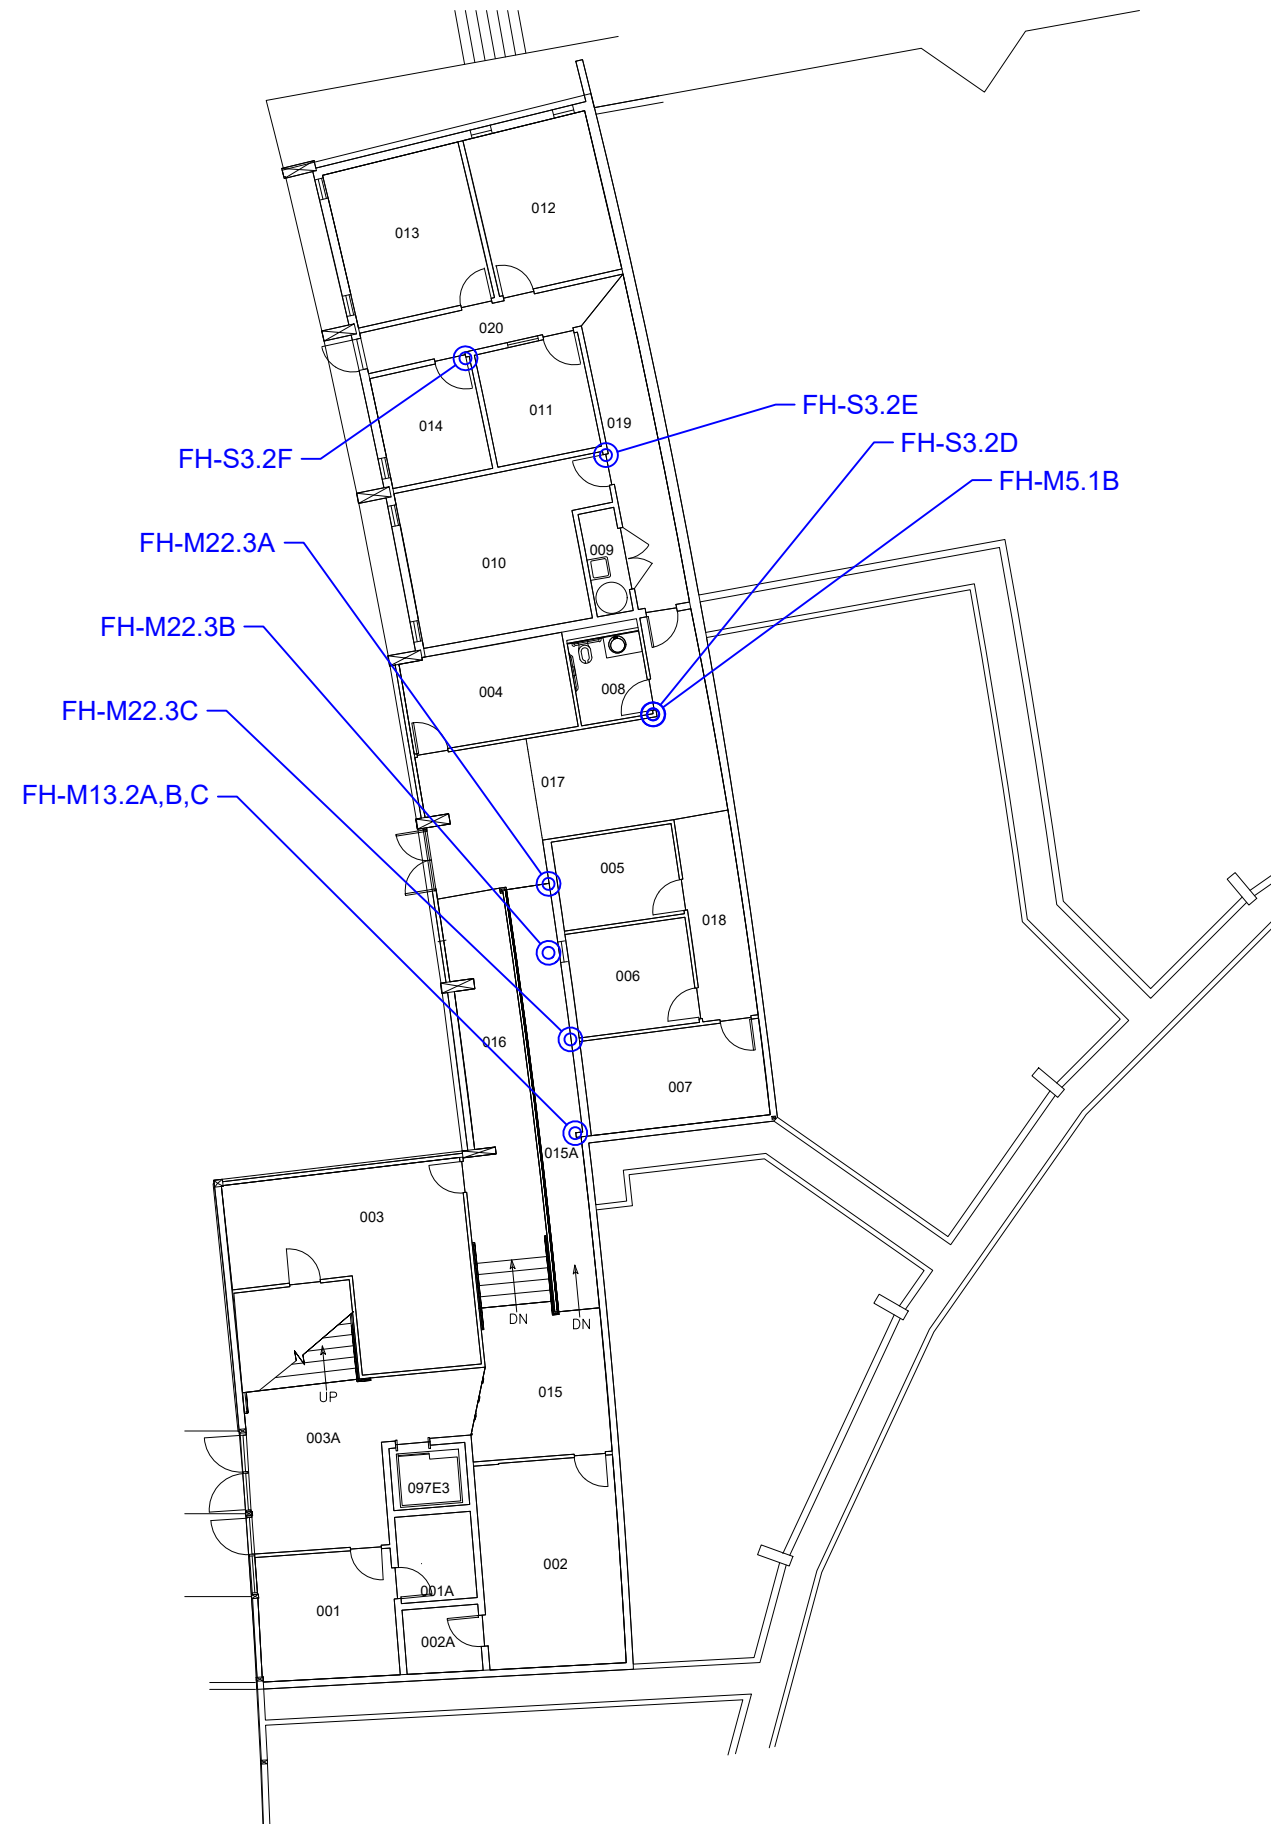 012
013
020
FH-S3.2E
011
019
014
FH-S3.2D
FH-S3.2F
FH-M5.1B
FH-M22.3A
009
010
FH-M22.3B
008
004
FH-M22.3C
017
FH-M13.2A,B,C
005
018
006
016
007
015A
003
DN
DN
UP
015
003A
097E3
002
001A
001
002A